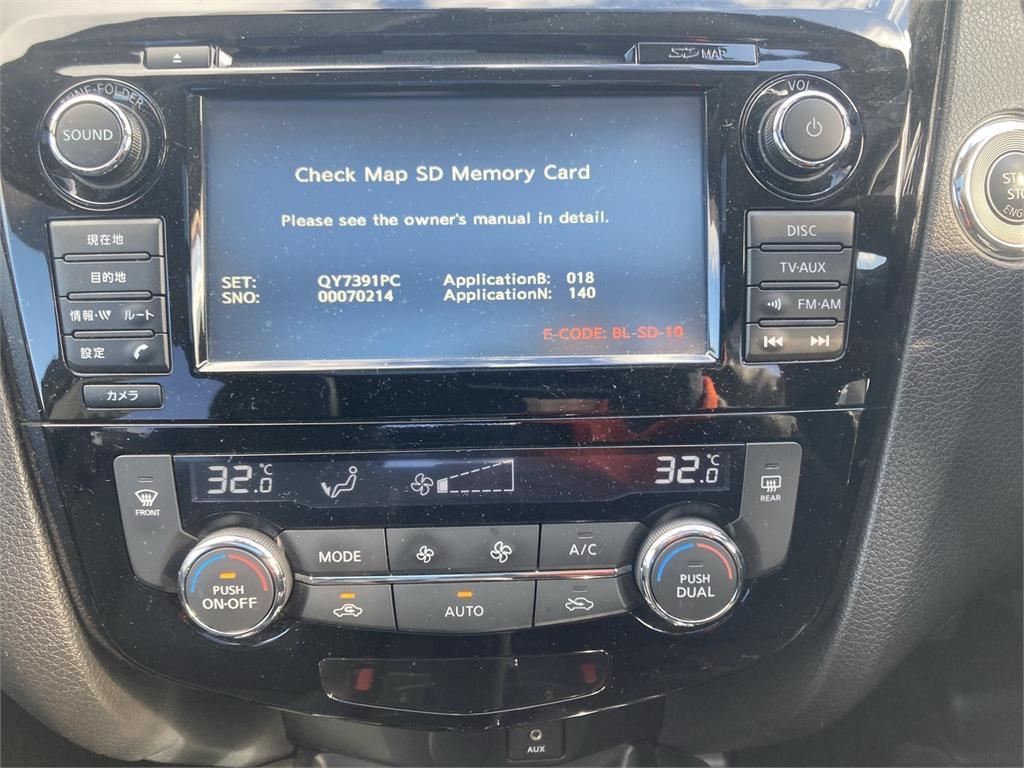 SD MAP
TUNE·FOLDER
SOUND
VOL
Check Map SD Memory Card
Please see the owner's manual in detail.
SET: QY7391PC ApplicationB: 018
SNO: 00070214 ApplicationN: 140
E-CODE: BL-SD-10
現在地
目的地
情報· ルート
設定
カメラ
DISC
TV·AUX
FM·AM
32.0°C
32.0°C
FRONT
REAR
MODE
A/C
PUSH
ON·OFF
AUTO
PUSH
DUAL
AUX